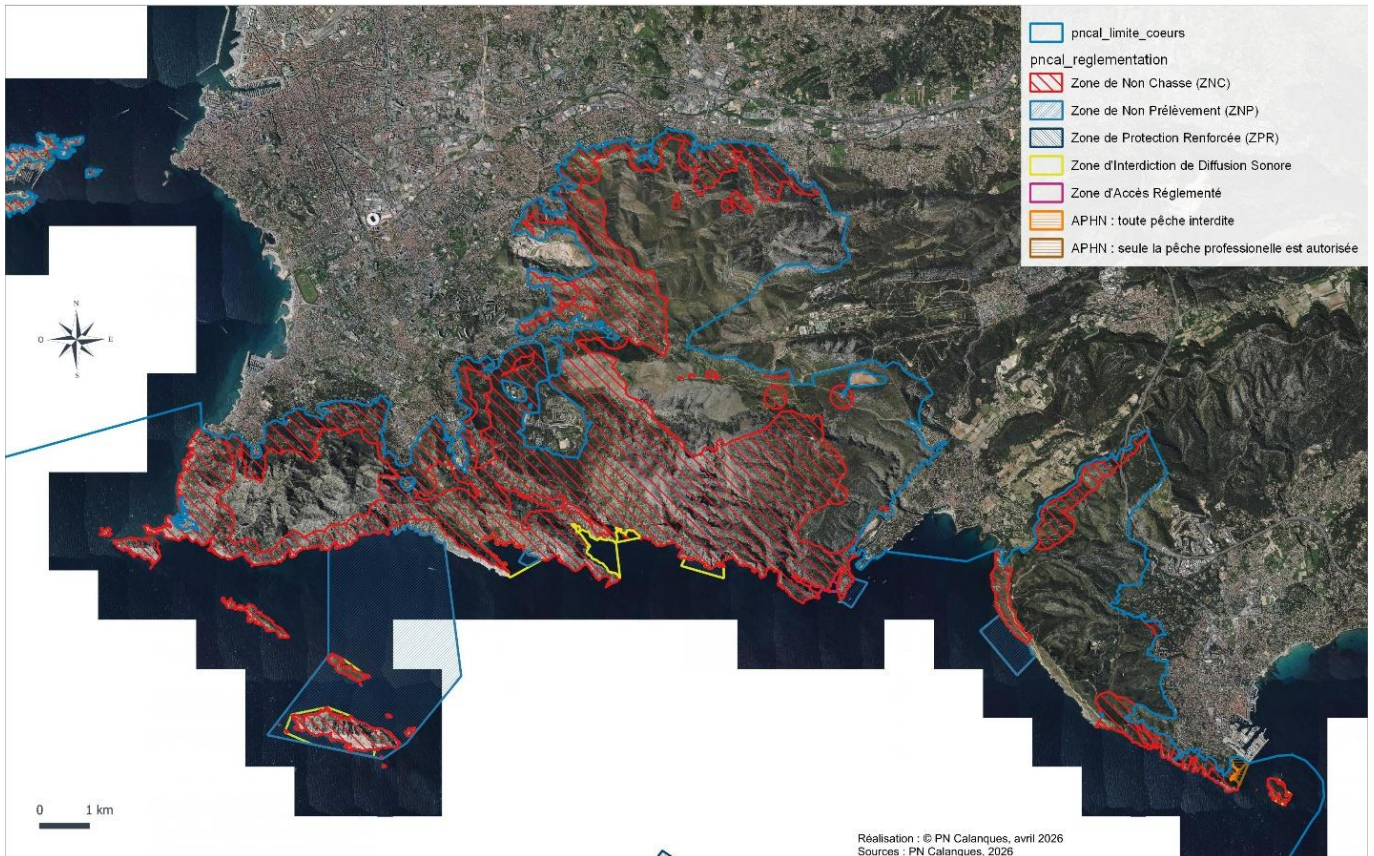 pncal_limite_coeurs
pncal_reglementation
Zone de Non Chasse (ZNC)
Zone de Non Prélèvement (ZNP)
Zone de Protection Renforcée (ZPR)
Zone d'Interdiction de Diffusion Sonore
Zone d'Accès Réglementé
APHN : toute pêche interdite
APHN : seule la pêche professionelle est autorisée
N
O E
S
0 1 km
Réalisation : © PN Calanques, avril 2026
Sources : PN Calanques, 2026